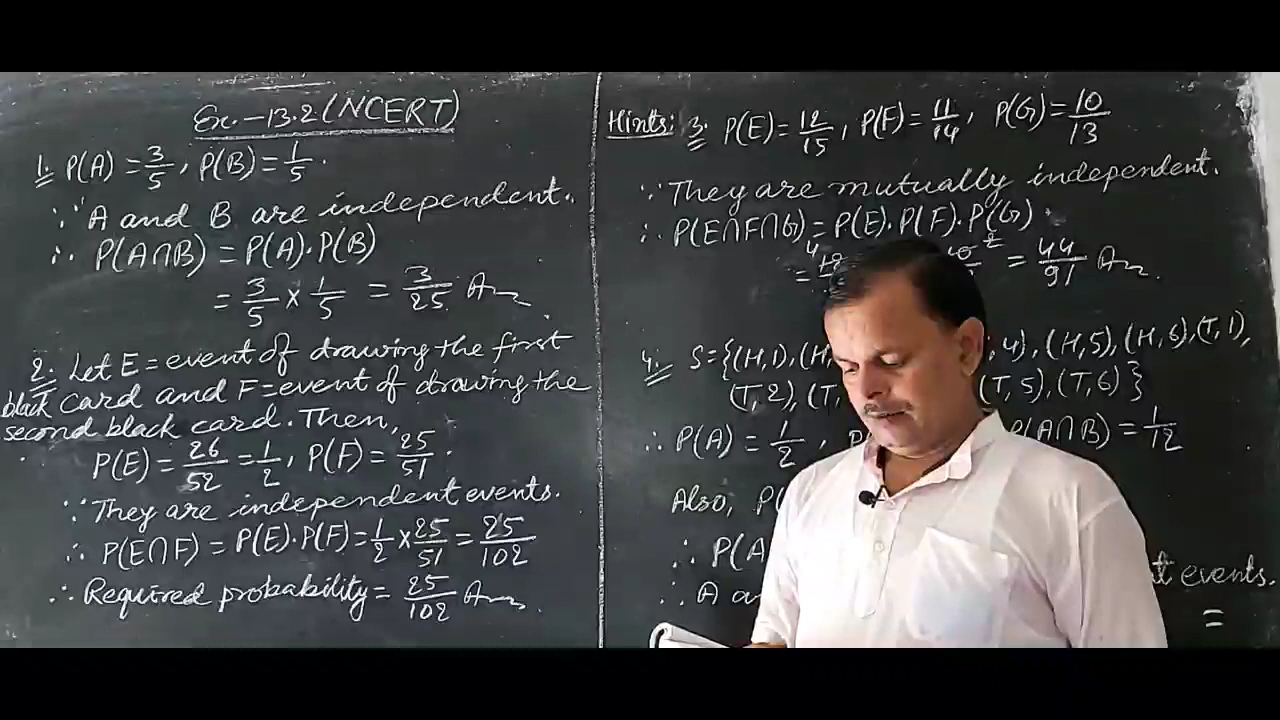 Ex.-13.2 (NCERT)
1. P(A) = 3/5, P(B) = 1/5.
∵ A and B are independent.
∴ P(A∩B) = P(A).P(B)
= 3/5 × 1/5 = 3/25 Ans
2. Let E = event of drawing the first
black card and F = event of drawing the
second black card. Then,
P(E) = 26/52 = 1/2, P(F) = 25/51.
∵ They are independent events.
∴ P(E∩F) = P(E).P(F) = 1/2 × 25/51 = 25/102
∴ Required probability = 25/102 Ans
Hints: 3. P(E) = 12/15, P(F) = 11/14, P(G) = 10/13
∵ They are mutually independent.
∴ P(E∩F∩G) = P(E).P(F).P(G).
= 44/91 Ans.
4. S = {(H,1), (H, 4), (H,5), (H,6), (T,1),
(T,2), (T, (T,5), (T,6)}
∴ P(A) = 1/2, P(A∩B) = 1/12
Also,
∴ P(A
∴ A events.
=